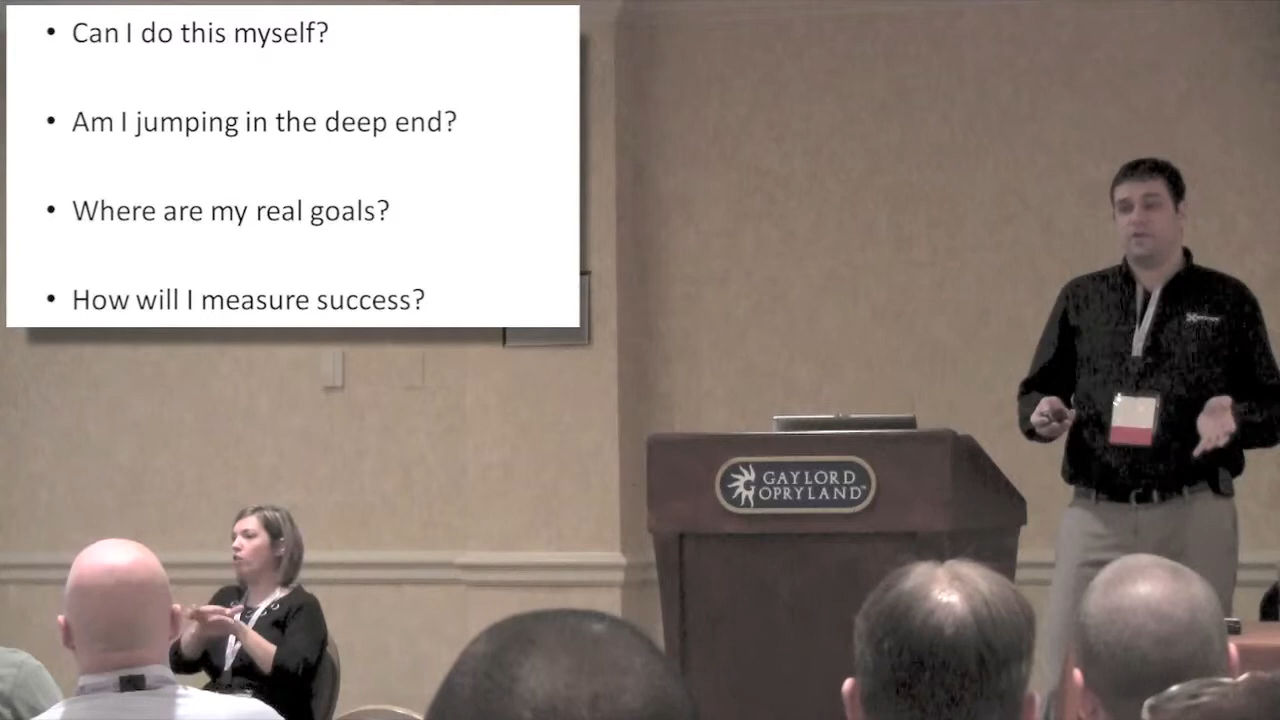 • Can I do this myself?
• Am I jumping in the deep end?
• Where are my real goals?
• How will I measure success?
GAYLORD
OPRYLAND™